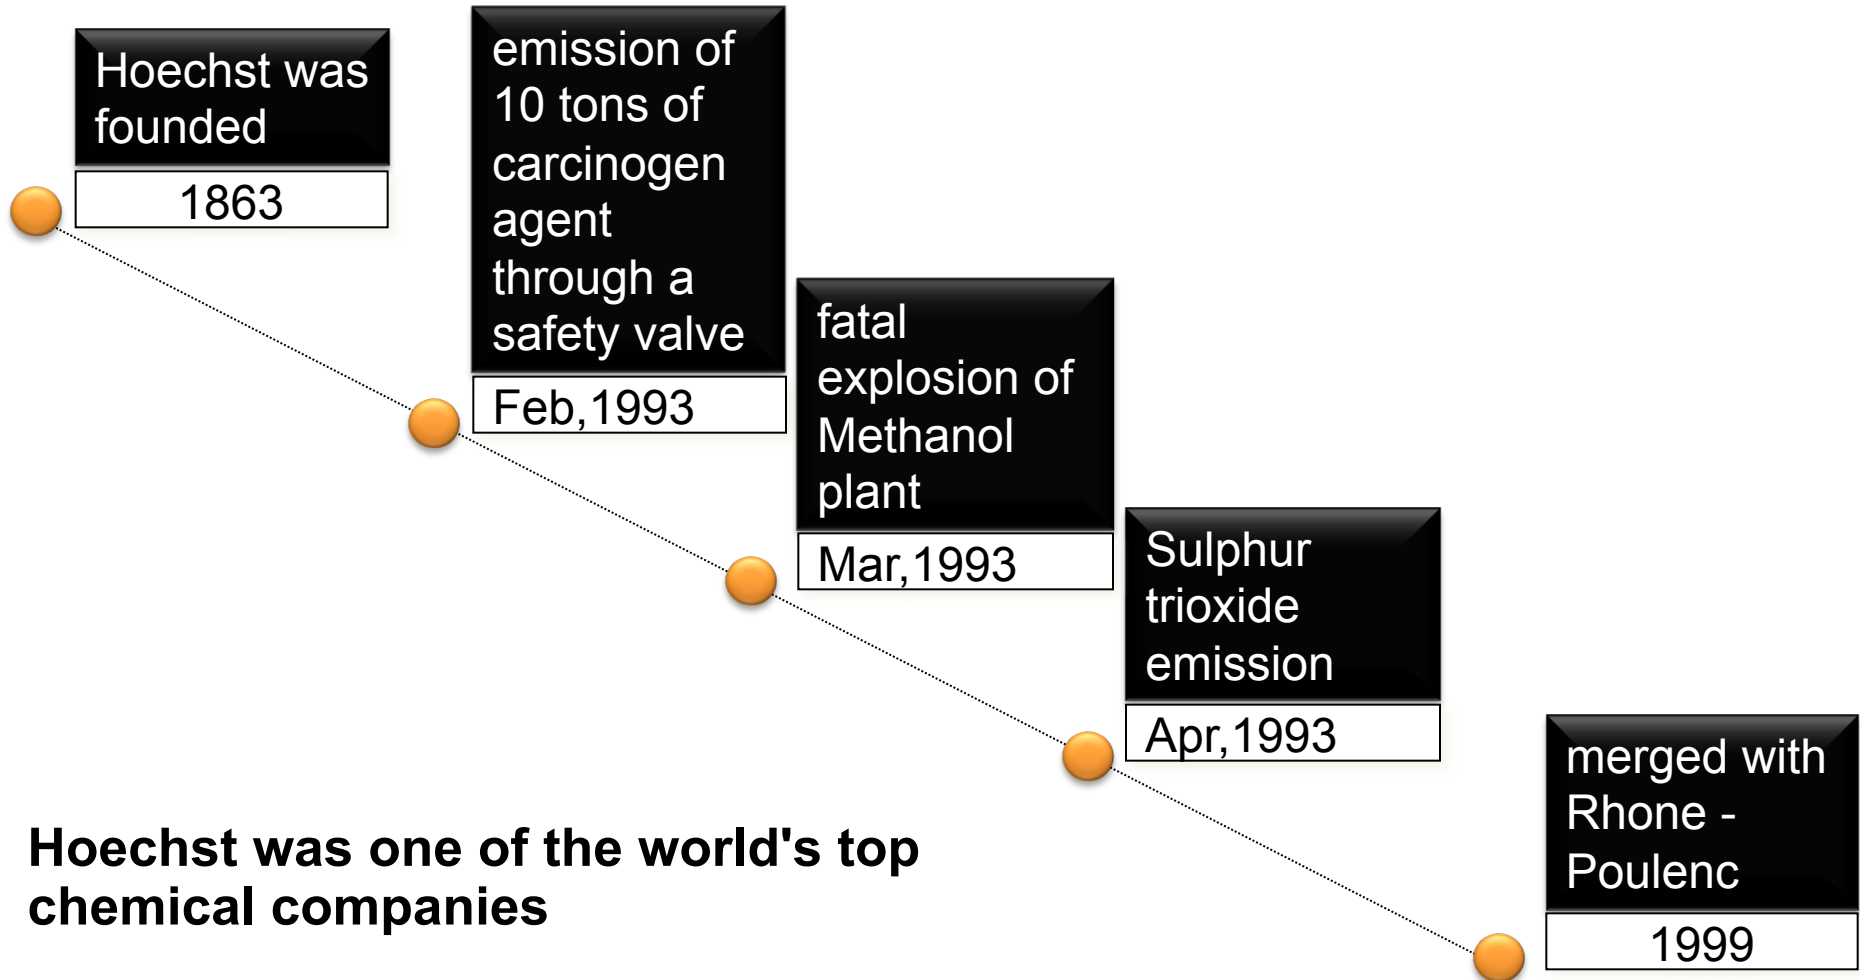 Hoechst was
founded
1863
emission of
10 tons of
carcinogen
agent
through a
safety valve
Feb,1993
fatal
explosion of
Methanol
plant
Mar,1993
Sulphur
trioxide
emission
Apr,1993
merged with
Rhone -
Poulenc
1999
Hoechst was one of the world's top
chemical companies